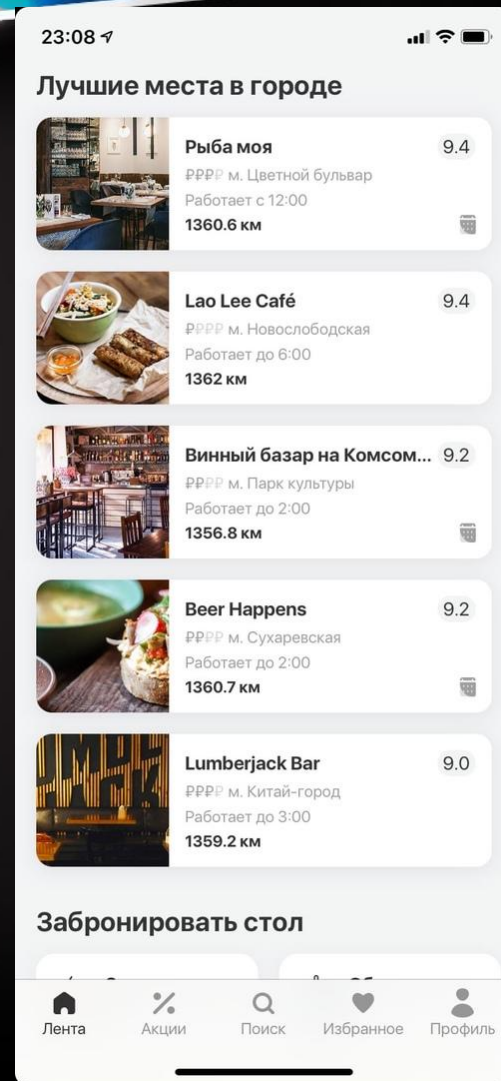 23:08
Лучшие места в городе
Рыба моя 9.4
₽₽₽₽ м. Цветной бульвар
Работает с 12:00
1360.6 км
Lao Lee Café 9.4
₽₽₽₽ м. Новослободская
Работает до 6:00
1362 км
Винный базар на Комсом... 9.2
₽₽₽₽ м. Парк культуры
Работает до 2:00
1356.8 км
Beer Happens 9.2
₽₽₽₽ м. Сухаревская
Работает до 2:00
1360.7 км
Lumberjack Bar 9.0
₽₽₽₽ м. Китай-город
Работает до 3:00
1359.2 км
Забронировать стол
Лента Акции Поиск Избранное Профиль